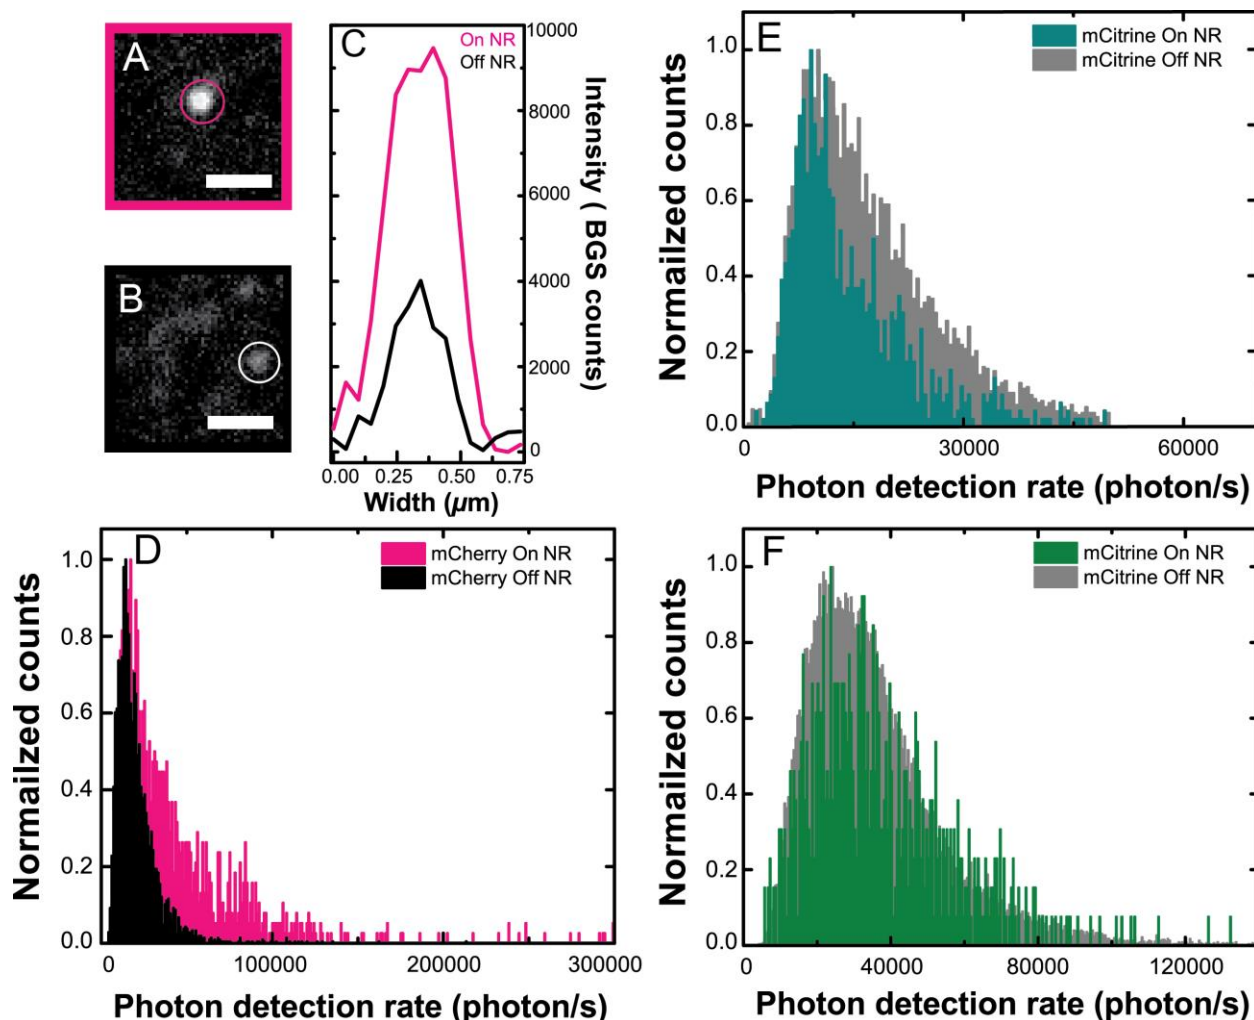 A
B
C
On NR
Off NR
10000
8000
6000
4000
2000
0
Intensity ( BGS counts)
0.00 0.25 0.50 0.75
Width (µm)
D
mCherry On NR
mCherry Off NR
1.0
0.8
0.6
0.4
0.2
0.0
Normailzed counts
0 100000 200000 300000
Photon detection rate (photon/s)
E
mCitrine On NR
mCitrine Off NR
1.0
0.8
0.6
0.4
0.2
0.0
Normailzed counts
0 30000 60000
Photon detection rate (photon/s)
F
mCitrine On NR
mCitrine Off NR
1.0
0.8
0.6
0.4
0.2
0.0
Normailzed counts
40000 80000 120000
Photon detection rate (photon/s)